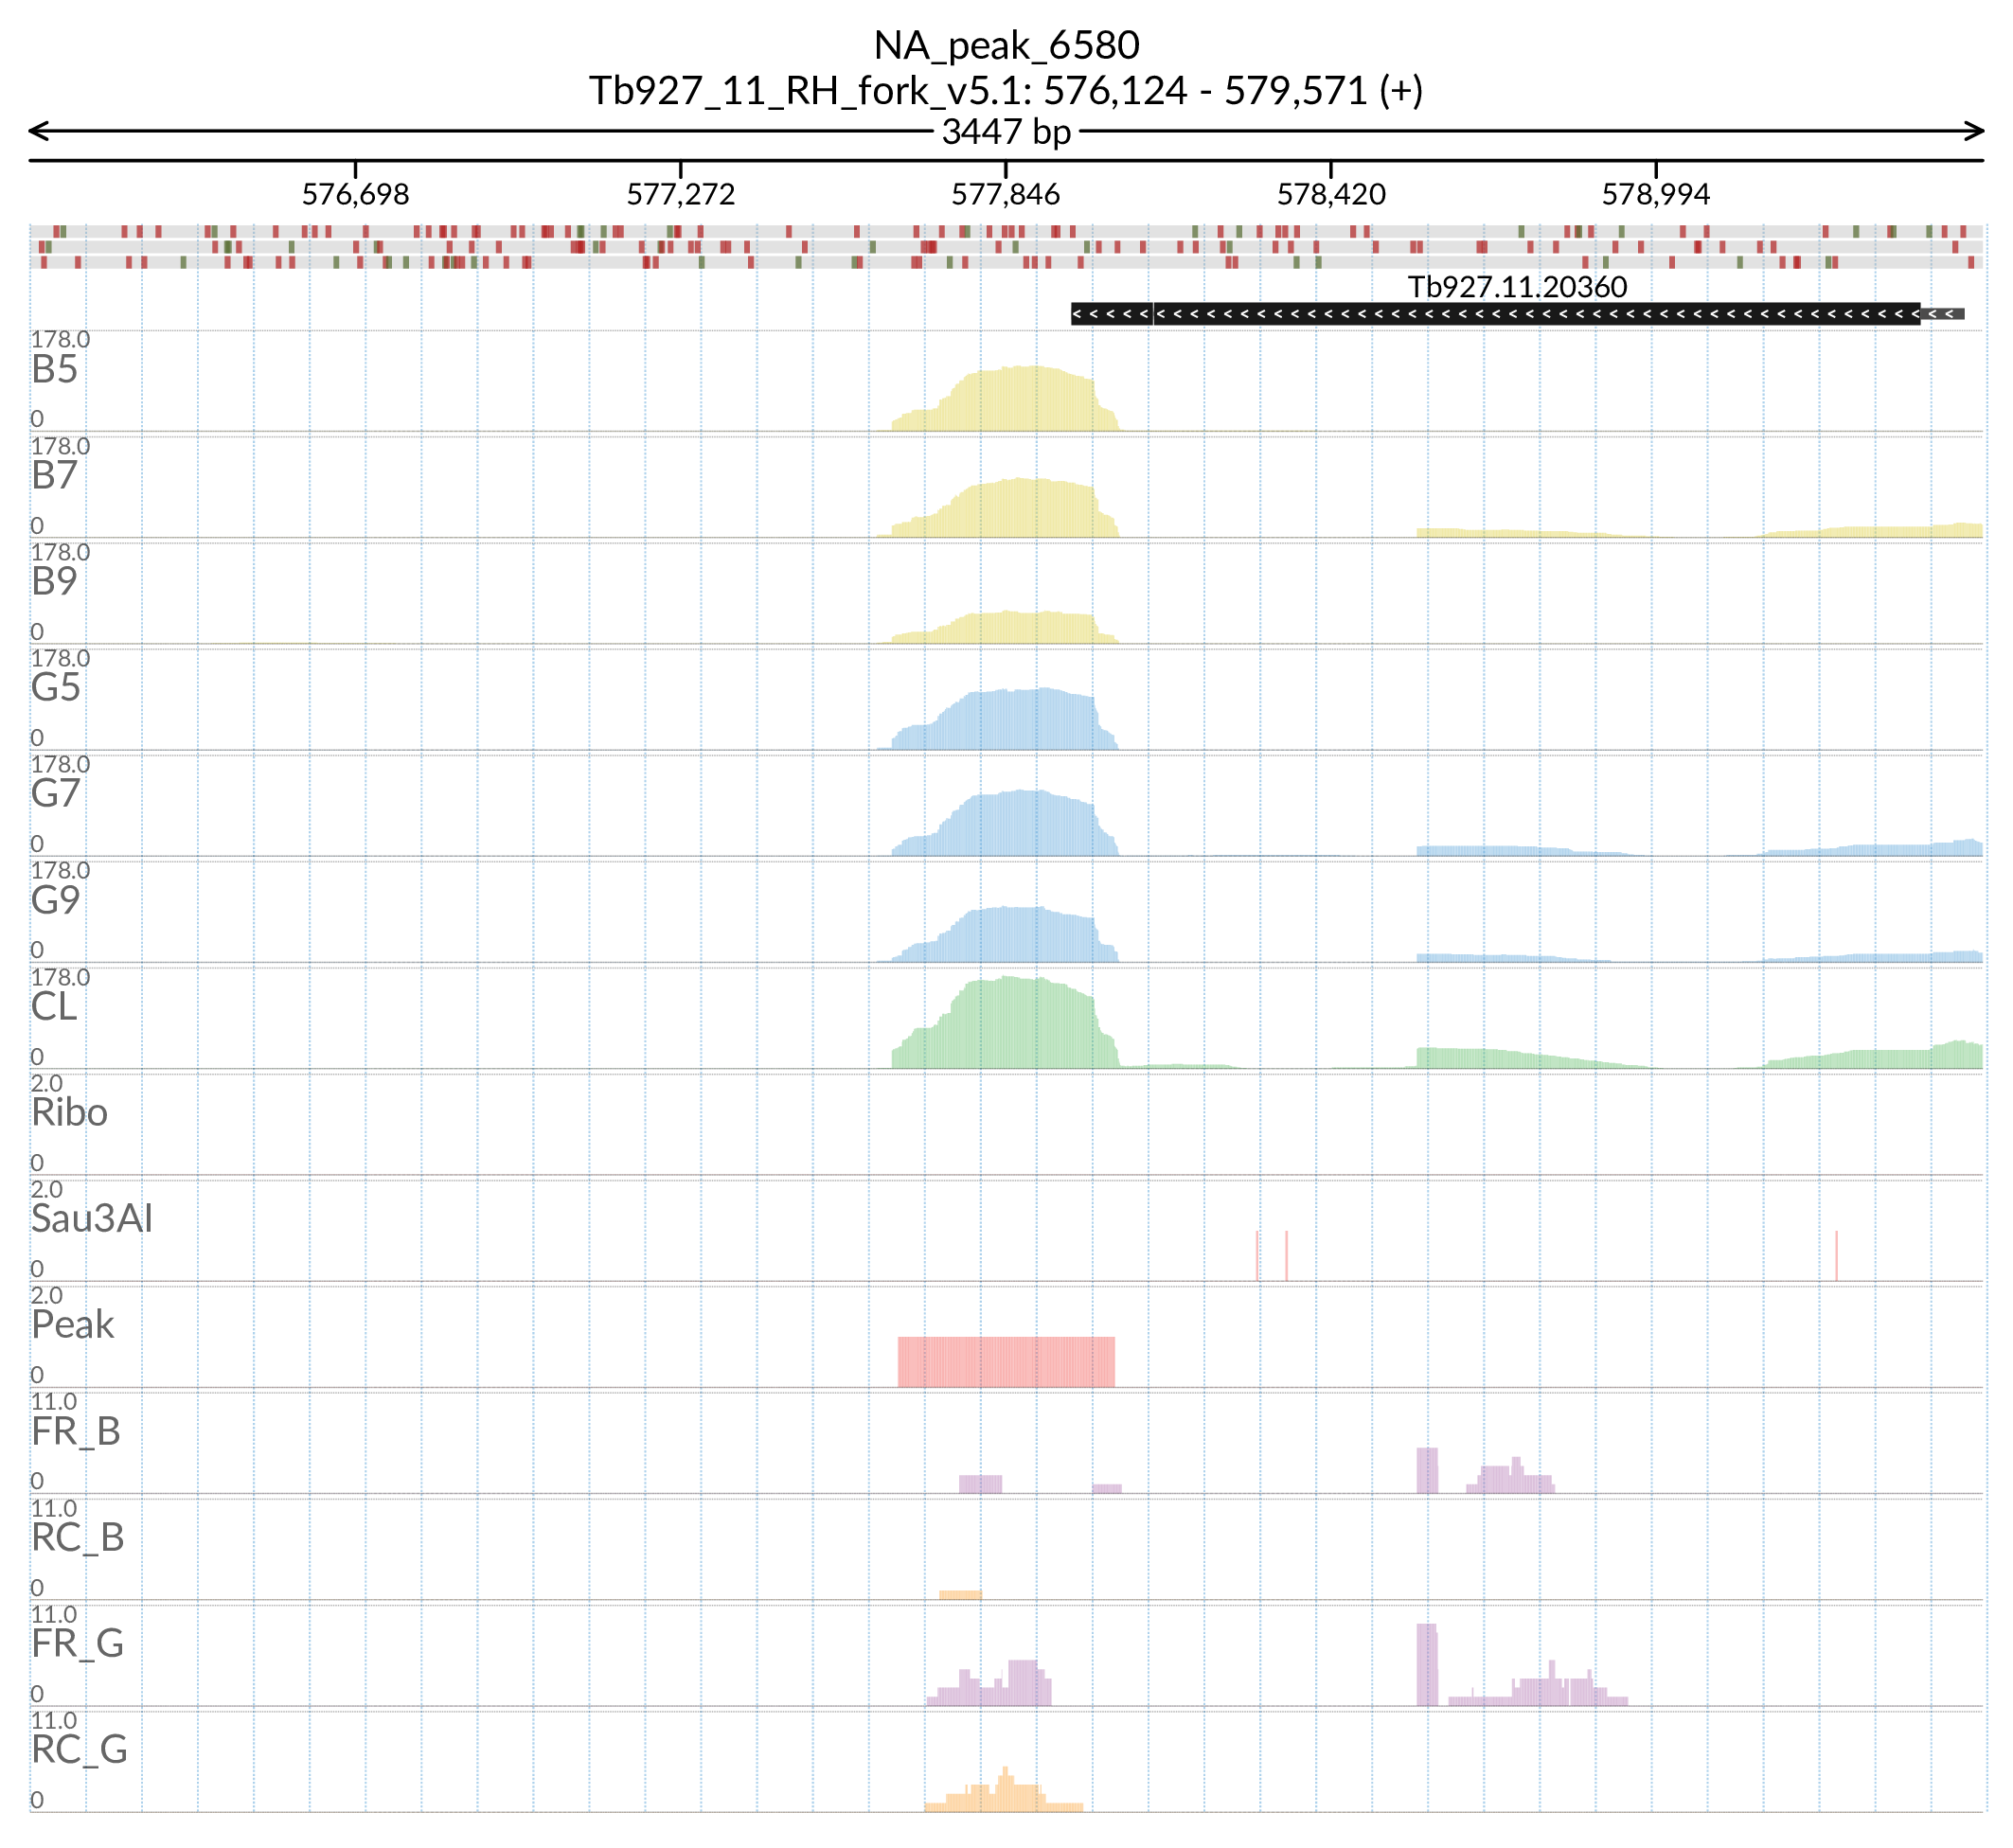 NA_peak_6580
Tb927_11_RH_fork_v5.1: 576,124 - 579,571 (+)
3447 bp
576,698 577,272 577,846 578,420 578,994
Tb927.11.20360
178.0
B5
0
178.0
B7
0
178.0
B9
0
178.0
G5
0
178.0
G7
0
178.0
G9
0
178.0
CL
0
2.0
Ribo
0
2.0
Sau3AI
0
2.0
Peak
0
11.0
FR_B
0
11.0
RC_B
0
11.0
FR_G
0
11.0
RC_G
0